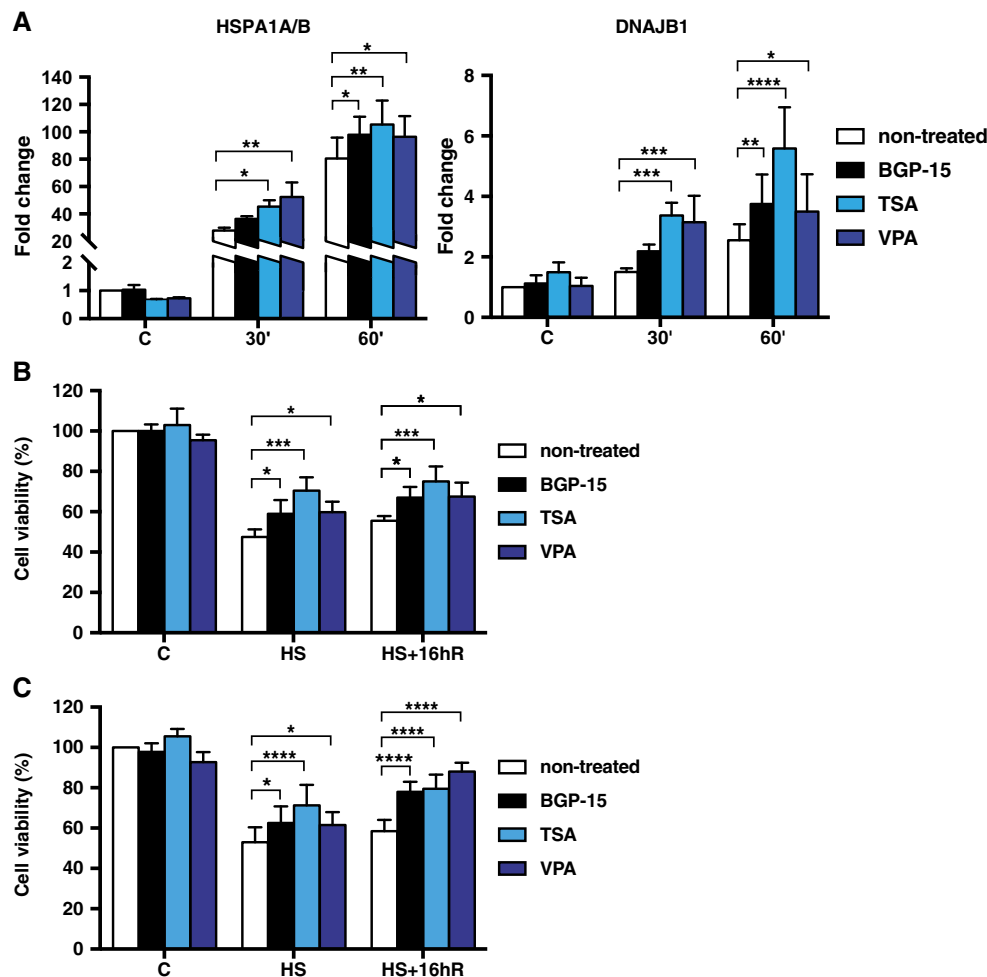 A
HSPA1A/B
DNAJB1
Fold change
140
120
100
80
60
40
20
2
1
0
**
*
*
**
*
C
30'
60'
Fold change
8
6
4
2
0
***
***
*
****
**
C
30'
60'
non-treated
BGP-15
TSA
VPA
B
Cell viability (%)
120
100
80
60
40
20
0
*
***
*
*
***
*
C
HS
HS+16hR
non-treated
BGP-15
TSA
VPA
C
Cell viability (%)
120
100
80
60
40
20
0
*
****
*
****
****
****
C
HS
HS+16hR
non-treated
BGP-15
TSA
VPA